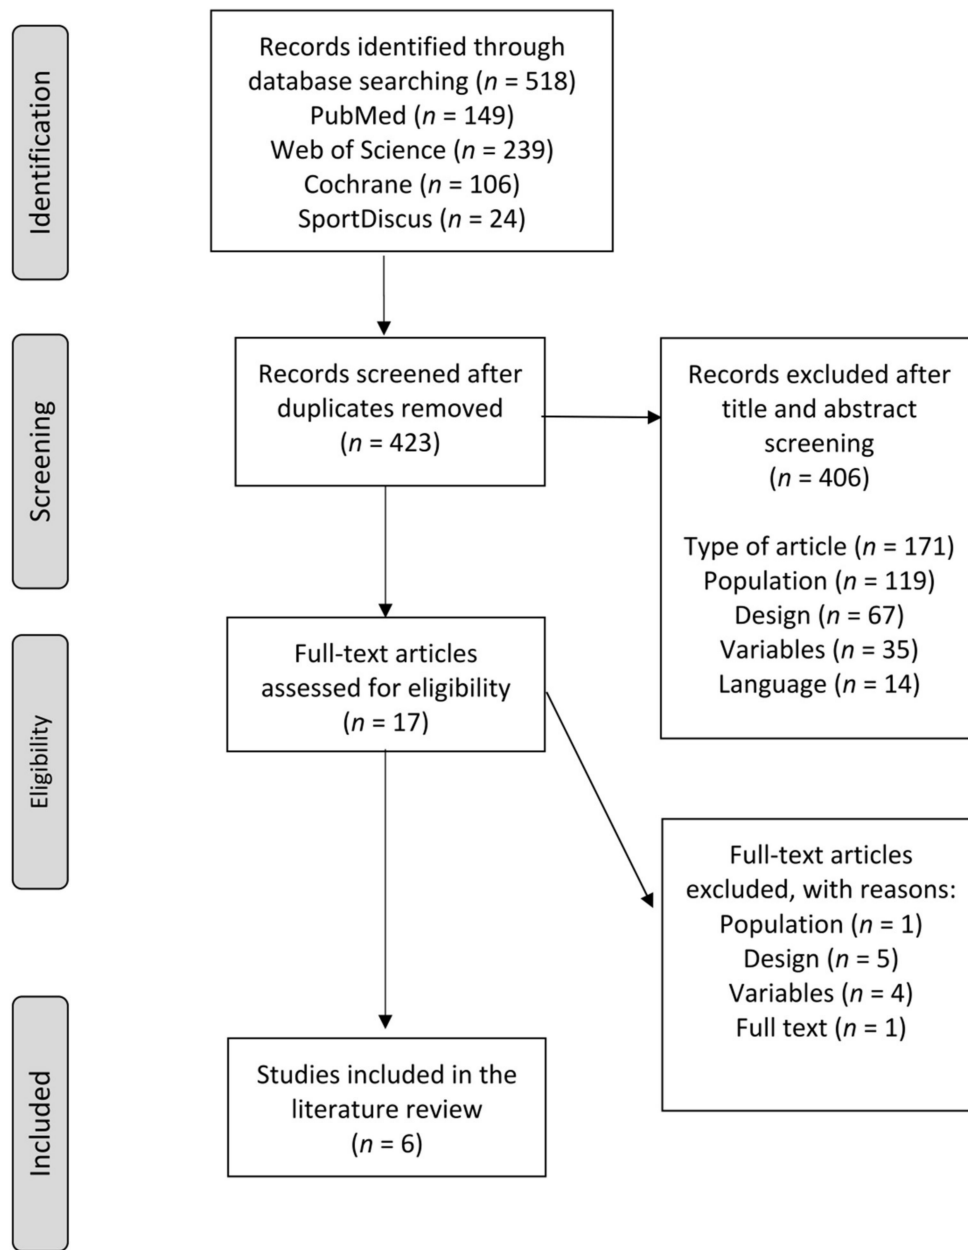 Identification
Records identified through
database searching (n = 518)
PubMed (n = 149)
Web of Science (n = 239)
Cochrane (n = 106)
SportDiscus (n = 24)
Screening
Records screened after
duplicates removed
(n = 423)
Records excluded after
title and abstract
screening
(n = 406)
Type of article (n = 171)
Population (n = 119)
Design (n = 67)
Variables (n = 35)
Language (n = 14)
Eligibility
Full-text articles
assessed for eligibility
(n = 17)
Full-text articles
excluded, with reasons:
Population (n = 1)
Design (n = 5)
Variables (n = 4)
Full text (n = 1)
Included
Studies included in the
literature review
(n = 6)